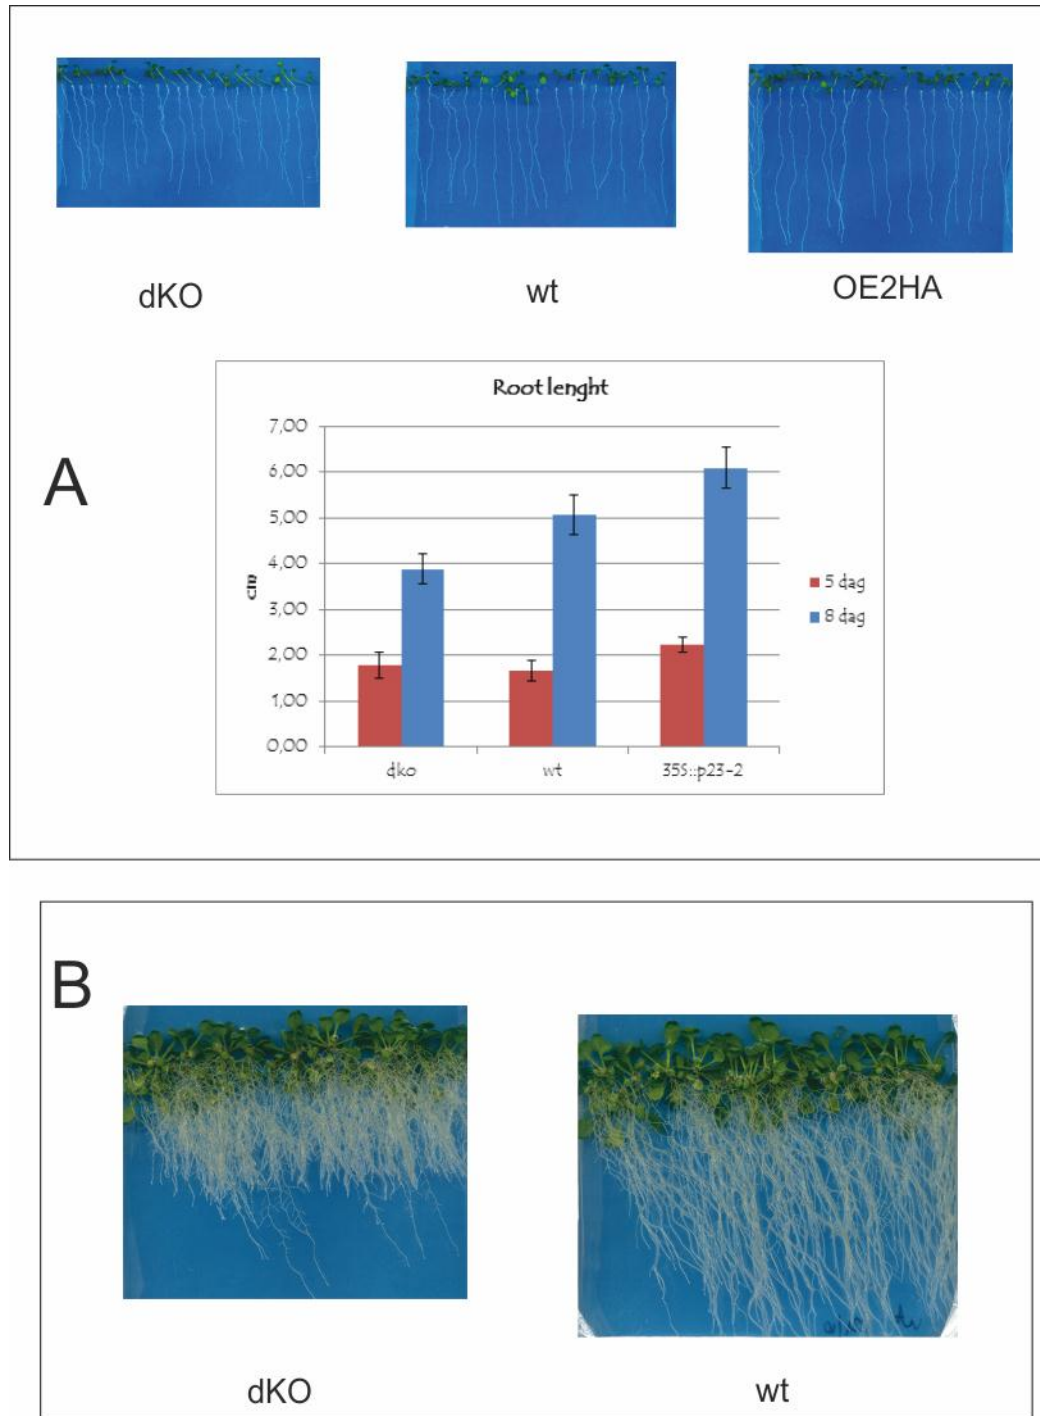 dKO
wt
OE2HA
A
Root lenght
7,00
6,00
5,00
4,00
3,00
2,00
1,00
0,00
cm
5 dag
8 dag
dko
wt
35S::p23-2
B
dKO
wt